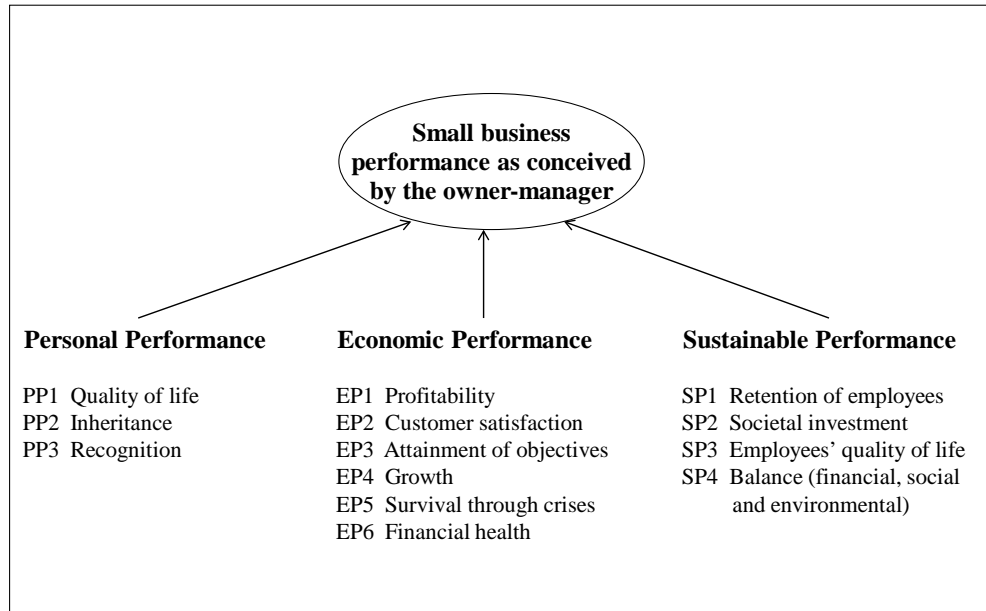 Small business
performance as conceived
by the owner-manager
Personal Performance
PP1 Quality of life
PP2 Inheritance
PP3 Recognition
Economic Performance
EP1 Profitability
EP2 Customer satisfaction
EP3 Attainment of objectives
EP4 Growth
EP5 Survival through crises
EP6 Financial health
Sustainable Performance
SP1 Retention of employees
SP2 Societal investment
SP3 Employees’ quality of life
SP4 Balance (financial, social
and environmental)